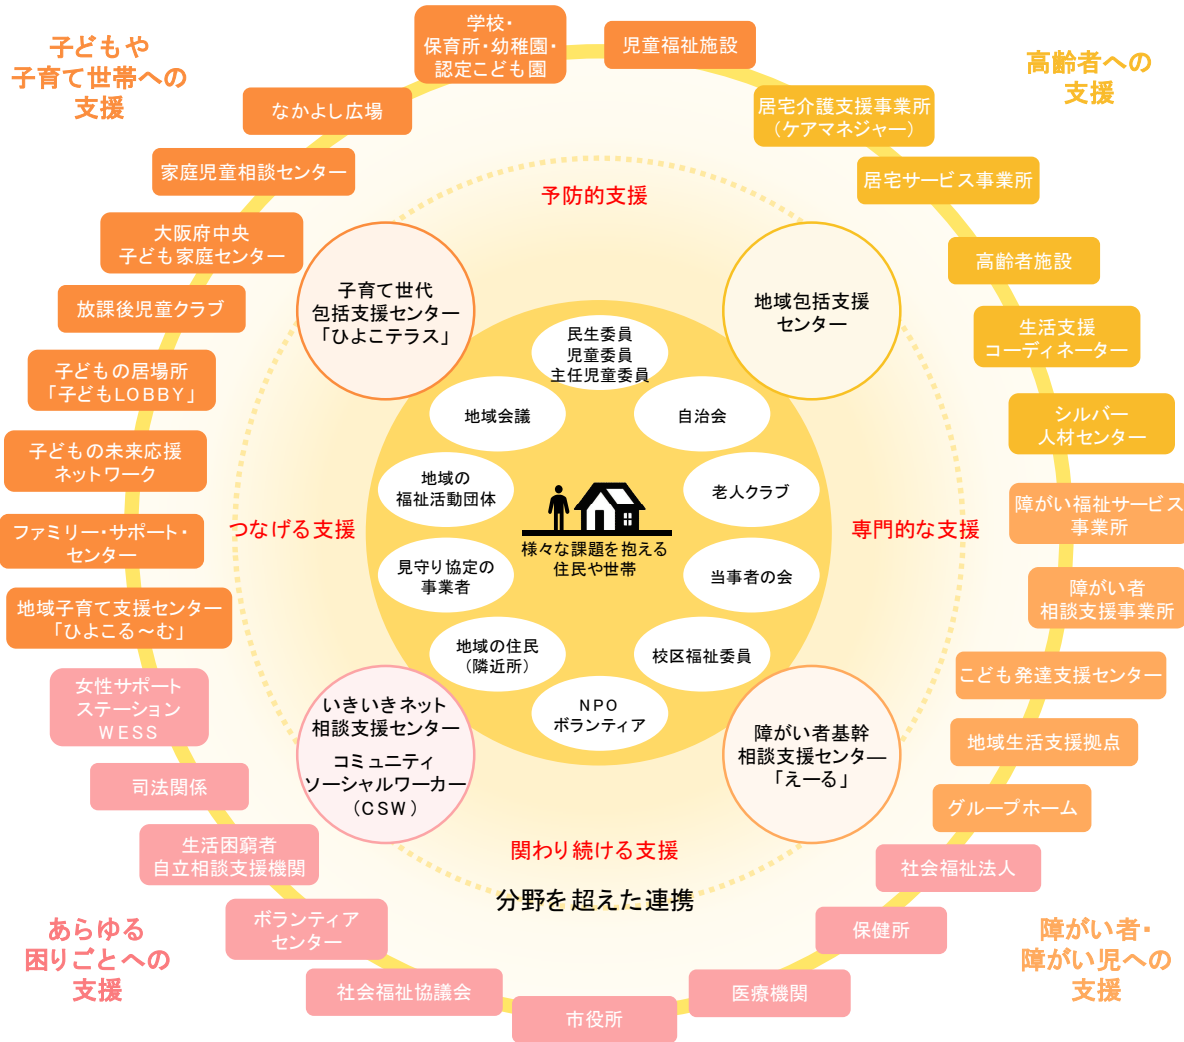 子どもや
子育て世帯への
支援
高齢者への
支援
学校・
保育所・幼稚園・
認定こども園
児童福祉施設
なかよし広場
居宅介護支援事業所
（ケアマネジャー）
家庭児童相談センター
居宅サービス事業所
大阪府中央
子ども家庭センター
高齢者施設
放課後児童クラブ
生活支援
コーディネーター
子どもの居場所
「子どもLOBBY」
シルバー
人材センター
子どもの未来応援
ネットワーク
障がい福祉サービス
事業所
ファミリー・サポート・
センター
障がい者
相談支援事業所
地域子育て支援センター
「ひよこる～む」
こども発達支援センター
女性サポート
ステーション
WESS
地域生活支援拠点
司法関係
グループホーム
生活困窮者
自立相談支援機関
社会福祉法人
ボランティア
センター
保健所
社会福祉協議会
医療機関
市役所
予防的支援
つなげる支援
専門的な支援
関わり続ける支援
分野を超えた連携
子育て世代
包括支援センター
「ひよこテラス」
地域包括支援
センター
いきいきネット
相談支援センター
コミュニティ
ソーシャルワーカー
（CSW）
障がい者基幹
相談支援センター
「えーる」
民生委員
児童委員
主任児童委員
地域会議
自治会
地域の
福祉活動団体
老人クラブ
様々な課題を抱える
住民や世帯
見守り協定の
事業者
当事者の会
地域の住民
（隣近所）
校区福祉委員
NPO
ボランティア
あらゆる
困りごとへの
支援
障がい者・
障がい児への
支援